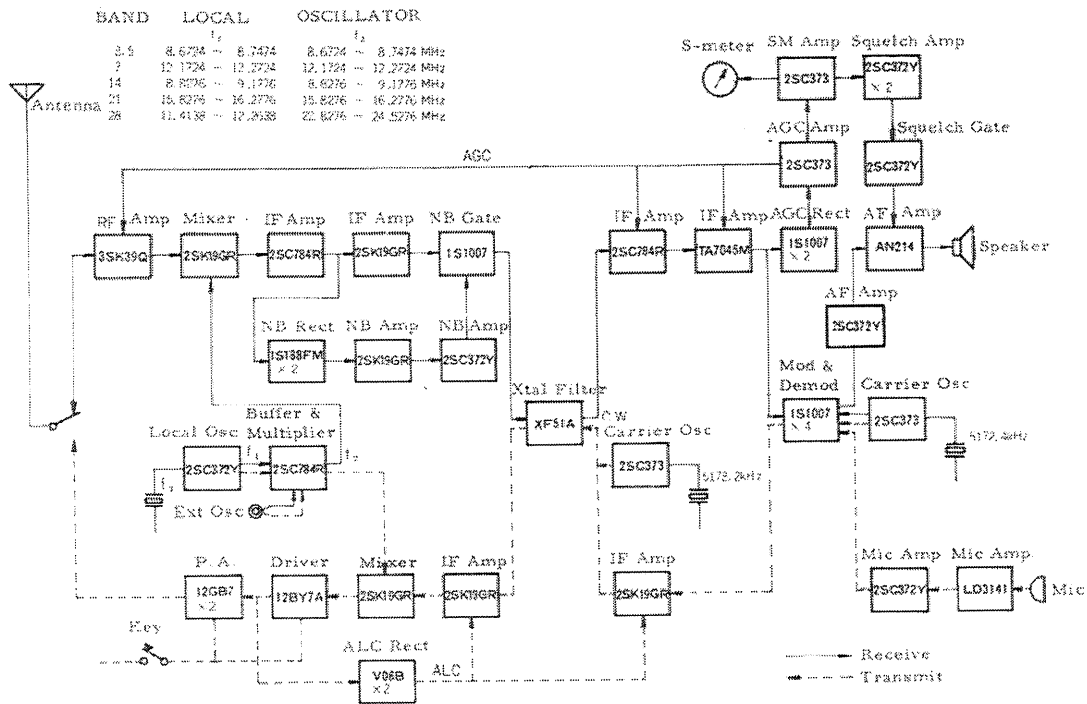 BAND LOCAL OSCILLATOR
f₁ f₂
3.5 8.6724 ~ 8.7474 8.6724 ~ 8.7474 MHz
7 12.1724 ~ 12.2724 12.1724 ~ 12.2724 MHz
14 8.8276 ~ 9.1776 8.8276 ~ 9.1776 MHz
21 15.8276 ~ 16.2776 15.8276 ~ 16.2776 MHz
28 11.4138 ~ 12.2638 22.8276 ~ 24.5276 MHz
Antenna
S-meter
SM Amp
2SC373
Squelch Amp
2SC372Y
×2
AGC
AGC Amp
2SC373
Squelch Gate
2SC372Y
RF Amp
3SK39Q
Mixer
2SK19GR
IF Amp
2SC784R
IF Amp
2SK19GR
NB Gate
1S1007
IF Amp
2SC784R
IF Amp
TA7045M
AGC Rect
1S1007
×2
AF Amp
AN214
Speaker
NB Rect
1S188FM
×2
NB Amp
2SK19GR
NB Amp
2SC372Y
AF Amp
2SC372Y
Xtal Filter
XF51A
Mod &
Demod
1S1007
×4
Carrier Osc
2SC373
5172.4kHz
CW
Carrier Osc
2SC373
5173.2kHz
Local Osc
2SC372Y
f₁
Buffer &
Multiplier
2SC784R
f₂
Ext Osc
P.A.
12GB7
×2
Driver
12BY7A
Mixer
2SK19GR
IF Amp
2SK19GR
IF Amp
2SK19GR
Mic Amp
2SC372Y
Mic Amp
LD3141
Mic
Key
ALC Rect
V06B
×2
ALC
Receive
Transmit